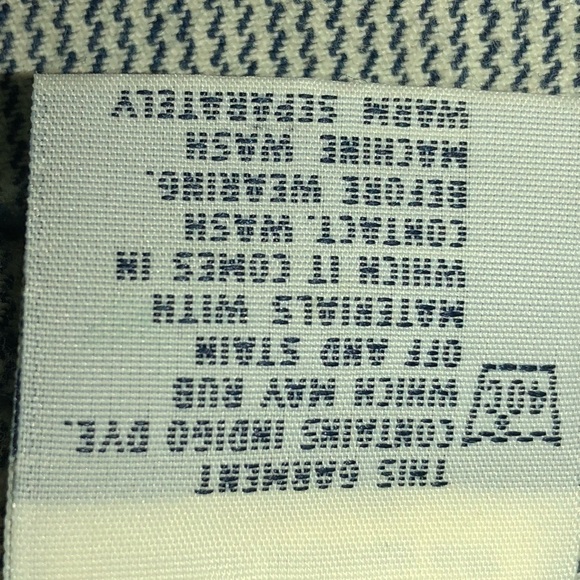 THIS GARMENT
CONTAINS INDIGO DYE.
WHICH MAY RUB
OFF AND STAIN
MATERIALS WITH
WHICH IT COMES IN
CONTACT. WASH
BEFORE WEARING.
MACHINE WASH
WARM SEPARATELY
40C